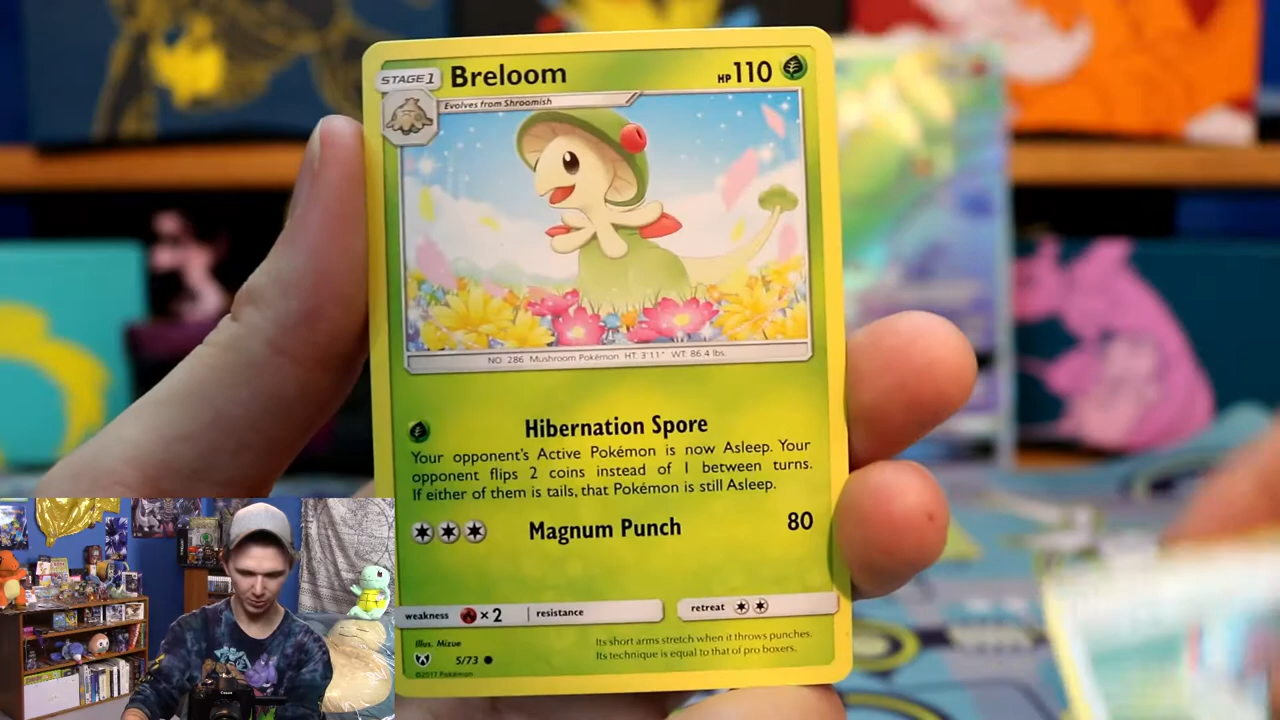 STAGE 1 Breloom HP 110
Evolves from Shroomish
NO. 286 Mushroom Pokémon HT: 3'11" WT: 86.4 lbs.
Hibernation Spore
Your opponent's Active Pokémon is now Asleep. Your
opponent flips 2 coins instead of 1 between turns.
If either of them is tails, that Pokémon is still Asleep.
Magnum Punch 80
weakness ×2 resistance retreat
Illus. Mizue
Its short arms stretch when it throws punches.
Its technique is equal to that of pro boxers.
5/73
©2017 Pokémon
Canon